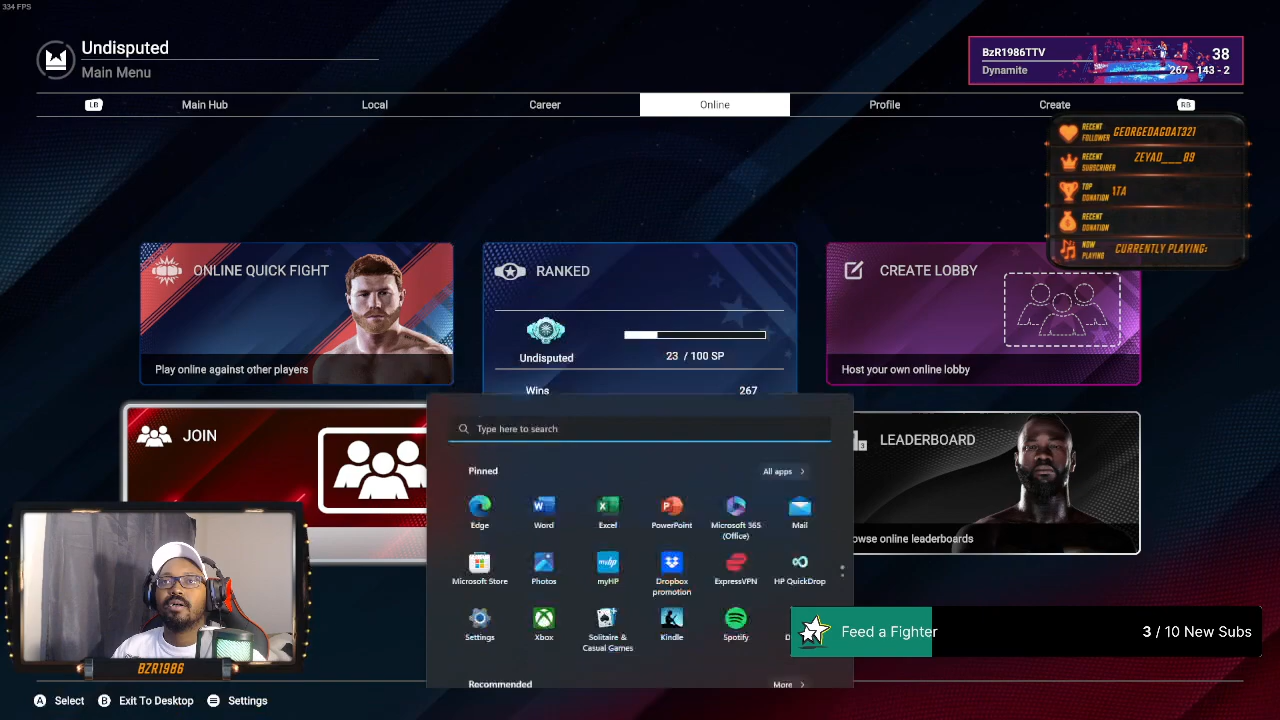 334 FPS
Undisputed
Main Menu
BzR1986TTV
38
Dynamite
267 - 143 - 2
LB
Main Hub
Local
Career
Online
Profile
Create
RB
RECENT FOLLOWER GEORGEDAGOAT321
RECENT SUBSCRIBER ZEYAD___89
TOP DONATION
RECENT DONATION
NOW PLAYING CURRENTLY PLAYING:
ONLINE QUICK FIGHT
Play online against other players
RANKED
Undisputed
23 / 100 SP
Wins
267
CREATE LOBBY
Host your own online lobby
JOIN
LEADERBOARD
owse online leaderboards
Type here to search
Pinned
All apps
Edge
Word
Excel
PowerPoint
Microsoft 365
(Office)
Mail
Microsoft Store
Photos
myHP
Dropbox
promotion
ExpressVPN
HP QuickDrop
Settings
Xbox
Solitaire &
Casual Games
Kindle
Spotify
D
Recommended
More
Feed a Fighter
3 / 10 New Subs
BZR1986
A Select
B Exit To Desktop
Settings